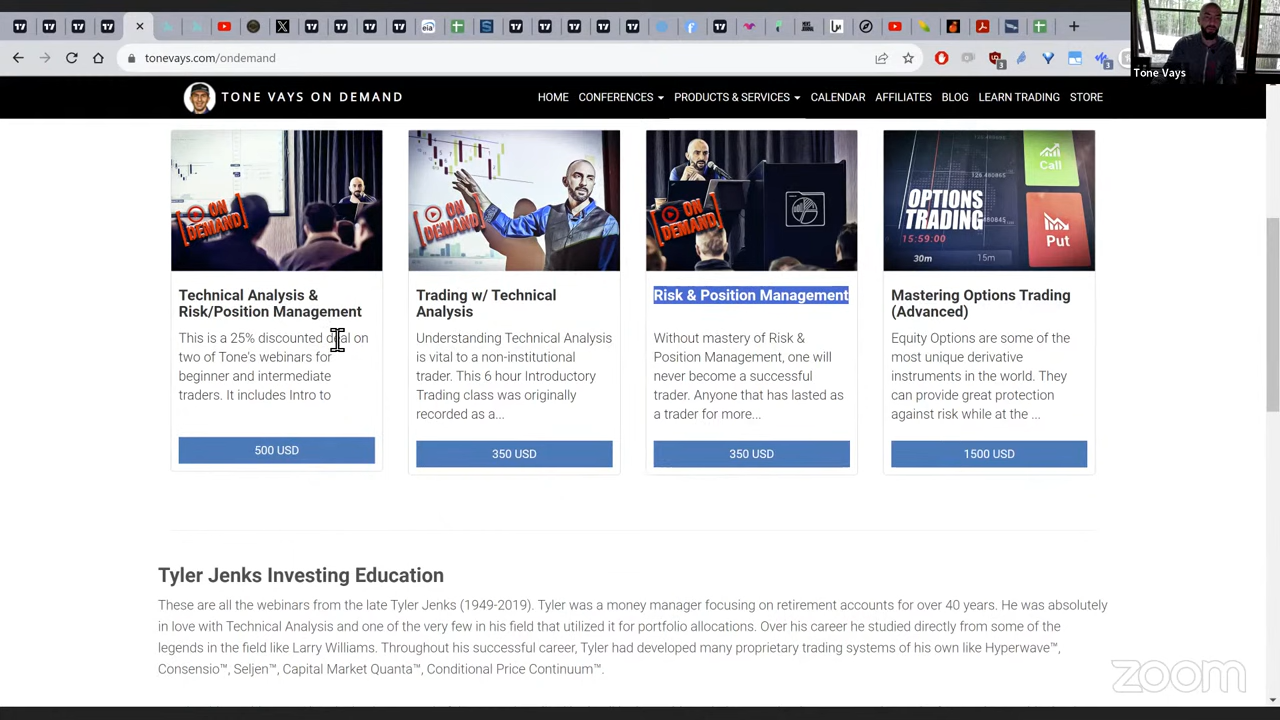 tonevays.com/ondemand
Tone Vays
TONE VAYS ON DEMAND
HOME CONFERENCES PRODUCTS & SERVICES CALENDAR AFFILIATES BLOG LEARN TRADING STORE
ON DEMAND
Technical Analysis &
Risk/Position Management
This is a 25% discounted deal on
two of Tone's webinars for
beginner and intermediate
traders. It includes Intro to
500 USD
ON DEMAND
Trading w/ Technical
Analysis
Understanding Technical Analysis
is vital to a non-institutional
trader. This 6 hour Introductory
Trading class was originally
recorded as a...
350 USD
ON DEMAND
Risk & Position Management
Without mastery of Risk &
Position Management, one will
never become a successful
trader. Anyone that has lasted as
a trader for more...
350 USD
Call
OPTIONS
TRADING
15:59:00
Put
30m 15m
Mastering Options Trading
(Advanced)
Equity Options are some of the
most unique derivative
instruments in the world. They
can provide great protection
against risk while at the ...
1500 USD
Tyler Jenks Investing Education
These are all the webinars from the late Tyler Jenks (1949-2019). Tyler was a money manager focusing on retirement accounts for over 40 years. He was absolutely
in love with Technical Analysis and one of the very few in his field that utilized it for portfolio allocations. Over his career he studied directly from some of the
legends in the field like Larry Williams. Throughout his successful career, Tyler had developed many proprietary trading systems of his own like Hyperwave™,
Consensio™, Seljen™, Capital Market Quanta™, Conditional Price Continuum™.
zoom